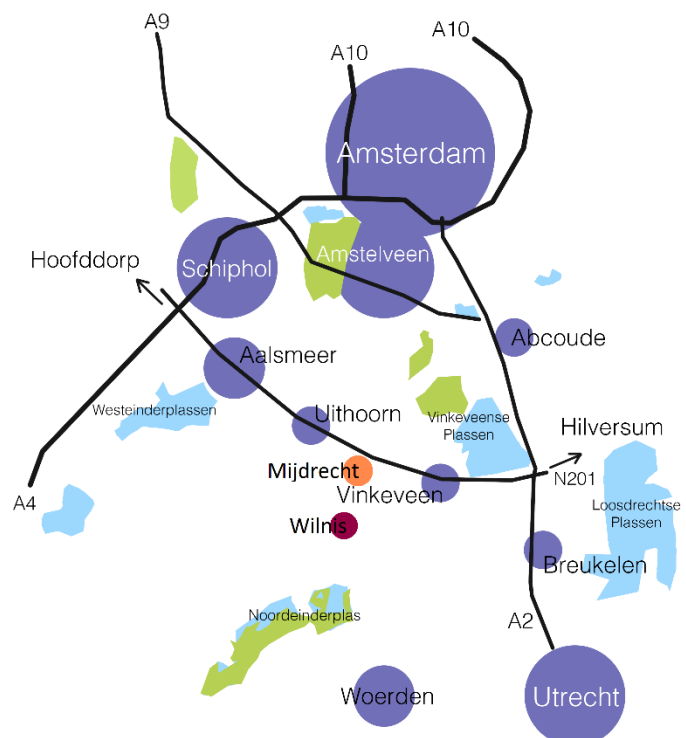 A9
A10
A10
Amsterdam
Amstelveen
Schiphol
Hoofddorp
Abcoude
Aalsmeer
Westeinderplassen
Uithoorn
Vinkeveense
Plassen
Hilversum
Mijdrecht
Vinkeveen
N201
A4
Loosdrechtse
Plassen
Wilnis
Breukelen
Noordeinderplas
A2
Woerden
Utrecht